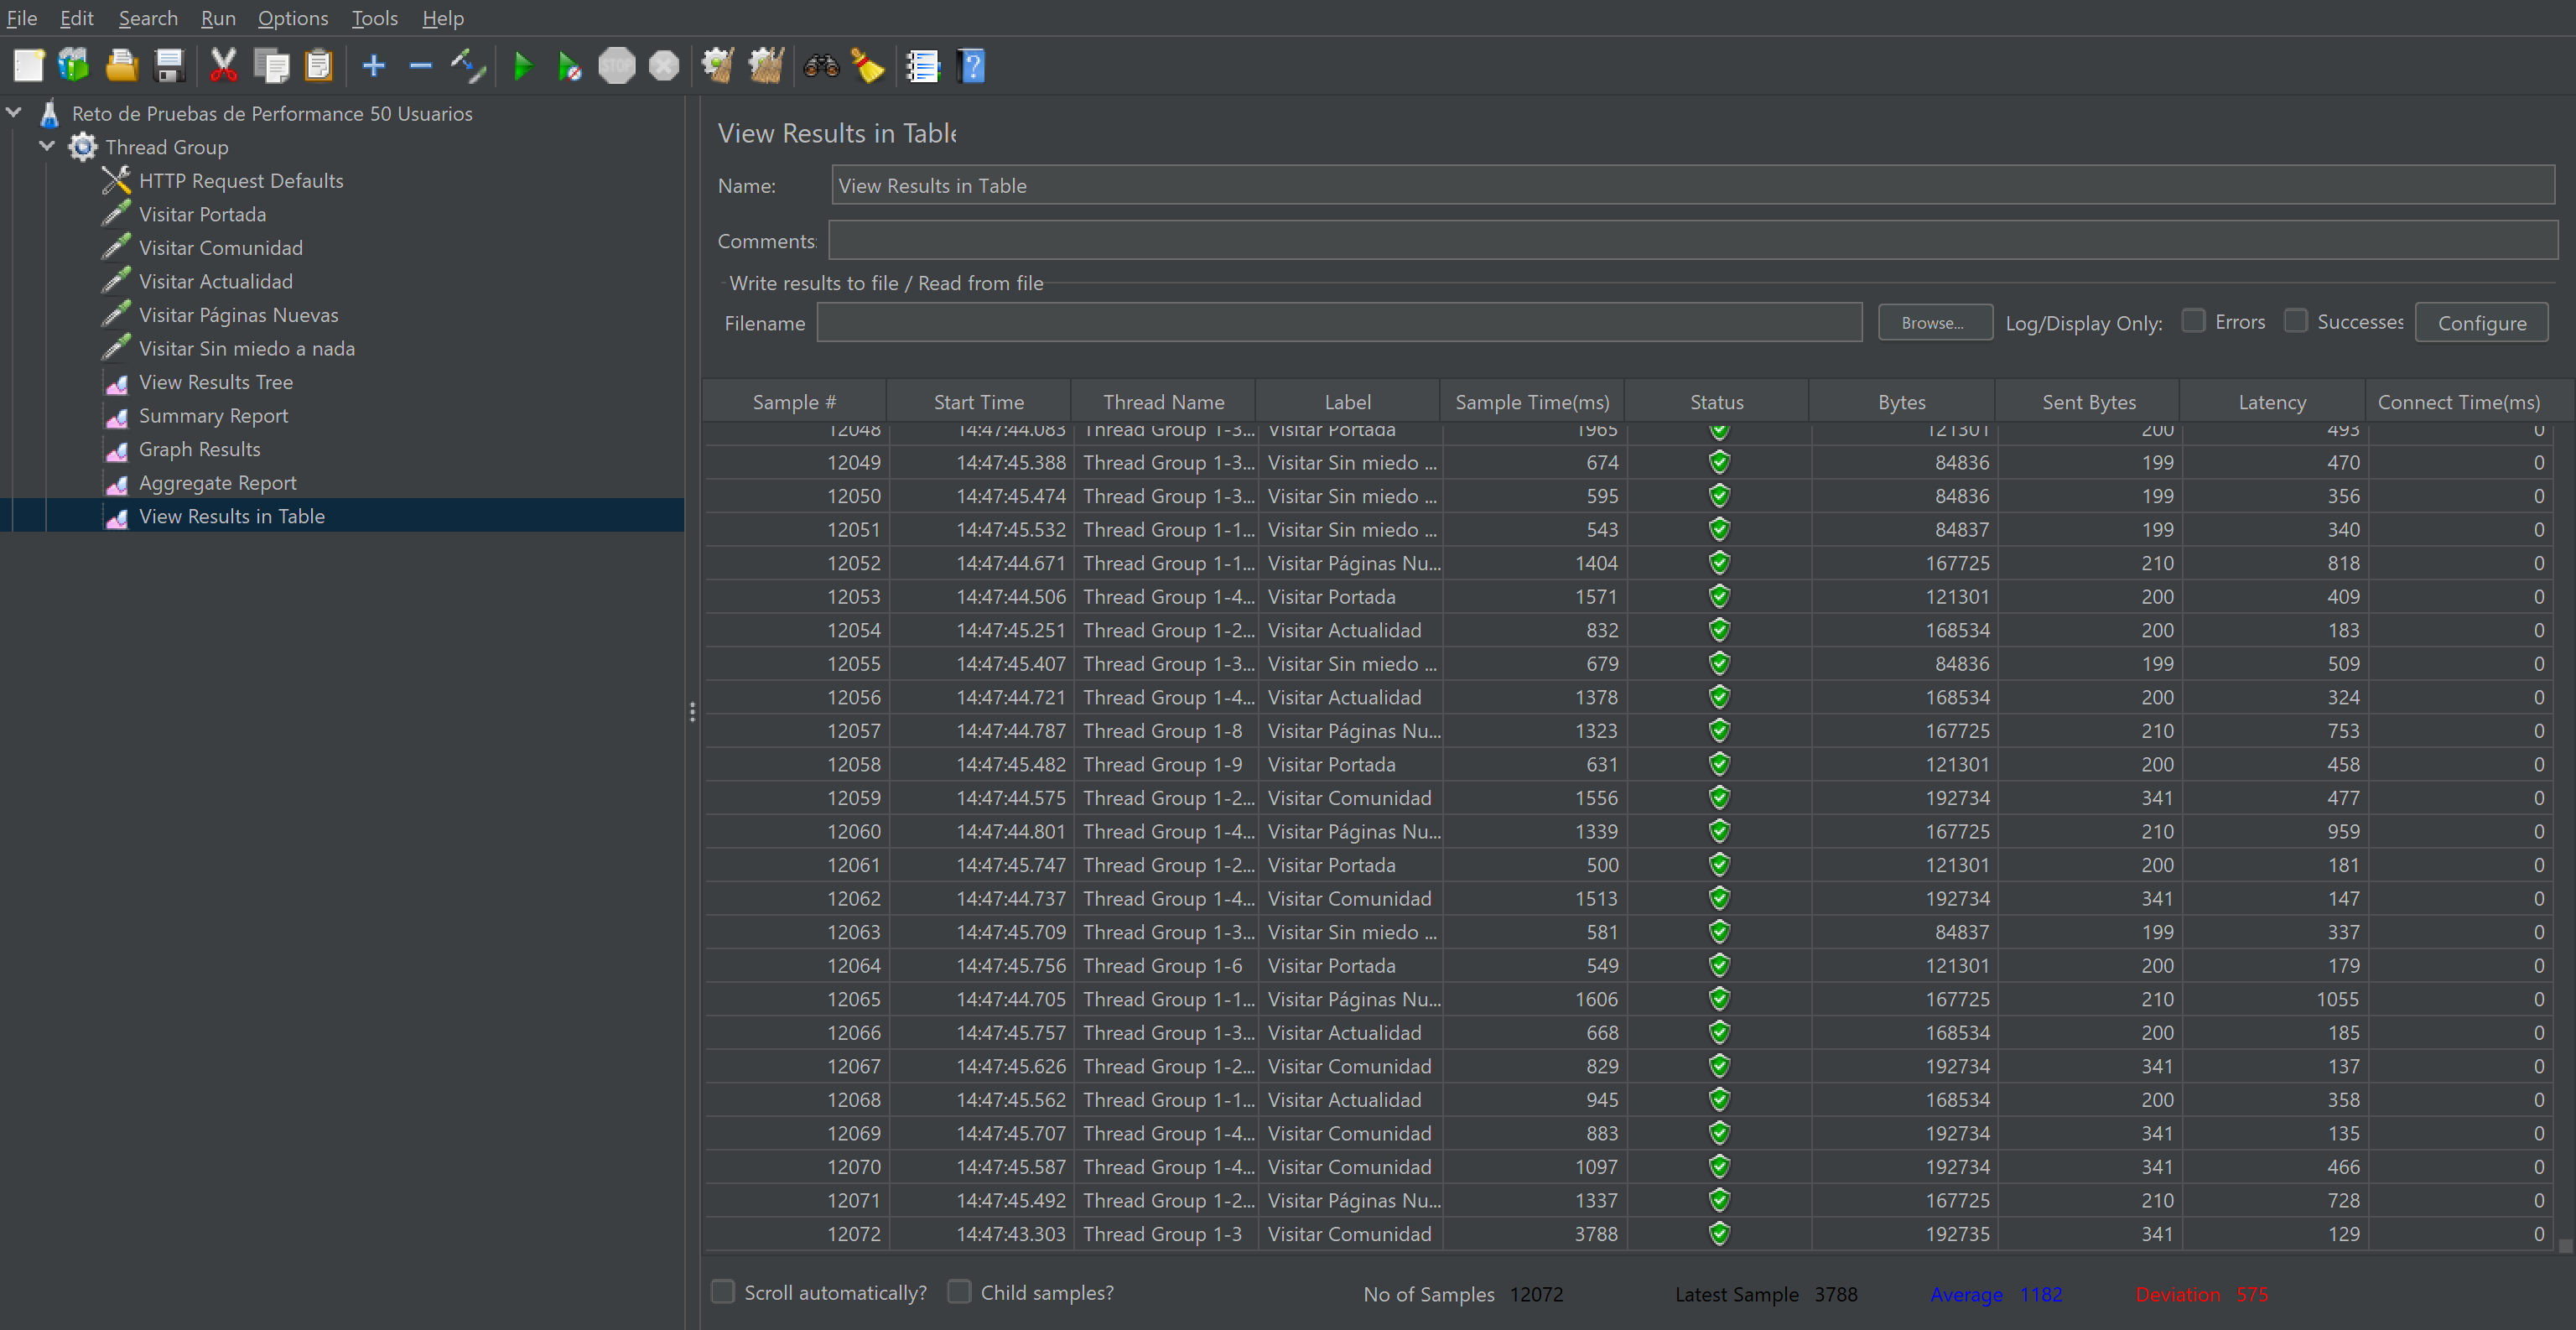 File Edit Search Run Options Tools Help
Reto de Pruebas de Performance 50 Usuarios
Thread Group
HTTP Request Defaults
Visitar Portada
Visitar Comunidad
Visitar Actualidad
Visitar Páginas Nuevas
Visitar Sin miedo a nada
View Results Tree
Summary Report
Graph Results
Aggregate Report
View Results in Table
View Results in Table
Name: View Results in Table
Comments:
Write results to file / Read from file
Filename Browse... Log/Display Only: Errors Successes Configure
Sample # Start Time Thread Name Label Sample Time(ms) Status Bytes Sent Bytes Latency Connect Time(ms)
12048 14:47:44.083 Thread Group 1-3... Visitar Portada 1965 121301 200 493 0
12049 14:47:45.388 Thread Group 1-3... Visitar Sin miedo ... 674 84836 199 470 0
12050 14:47:45.474 Thread Group 1-3... Visitar Sin miedo ... 595 84836 199 356 0
12051 14:47:45.532 Thread Group 1-1... Visitar Sin miedo ... 543 84837 199 340 0
12052 14:47:44.671 Thread Group 1-1... Visitar Páginas Nu... 1404 167725 210 818 0
12053 14:47:44.506 Thread Group 1-4... Visitar Portada 1571 121301 200 409 0
12054 14:47:45.251 Thread Group 1-2... Visitar Actualidad 832 168534 200 183 0
12055 14:47:45.407 Thread Group 1-3... Visitar Sin miedo ... 679 84836 199 509 0
12056 14:47:44.721 Thread Group 1-4... Visitar Actualidad 1378 168534 200 324 0
12057 14:47:44.787 Thread Group 1-8 Visitar Páginas Nu... 1323 167725 210 753 0
12058 14:47:45.482 Thread Group 1-9 Visitar Portada 631 121301 200 458 0
12059 14:47:44.575 Thread Group 1-2... Visitar Comunidad 1556 192734 341 477 0
12060 14:47:44.801 Thread Group 1-4... Visitar Páginas Nu... 1339 167725 210 959 0
12061 14:47:45.747 Thread Group 1-2... Visitar Portada 500 121301 200 181 0
12062 14:47:44.737 Thread Group 1-4... Visitar Comunidad 1513 192734 341 147 0
12063 14:47:45.709 Thread Group 1-3... Visitar Sin miedo ... 581 84837 199 337 0
12064 14:47:45.756 Thread Group 1-6 Visitar Portada 549 121301 200 179 0
12065 14:47:44.705 Thread Group 1-1... Visitar Páginas Nu... 1606 167725 210 1055 0
12066 14:47:45.757 Thread Group 1-3... Visitar Actualidad 668 168534 200 185 0
12067 14:47:45.626 Thread Group 1-2... Visitar Comunidad 829 192734 341 137 0
12068 14:47:45.562 Thread Group 1-1... Visitar Actualidad 945 168534 200 358 0
12069 14:47:45.707 Thread Group 1-4... Visitar Comunidad 883 192734 341 135 0
12070 14:47:45.587 Thread Group 1-4... Visitar Comunidad 1097 192734 341 466 0
12071 14:47:45.492 Thread Group 1-2... Visitar Páginas Nu... 1337 167725 210 728 0
12072 14:47:43.303 Thread Group 1-3 Visitar Comunidad 3788 192735 341 129 0
Scroll automatically? Child samples? No of Samples 12072 Latest Sample 3788 Average 1182 Deviation 575